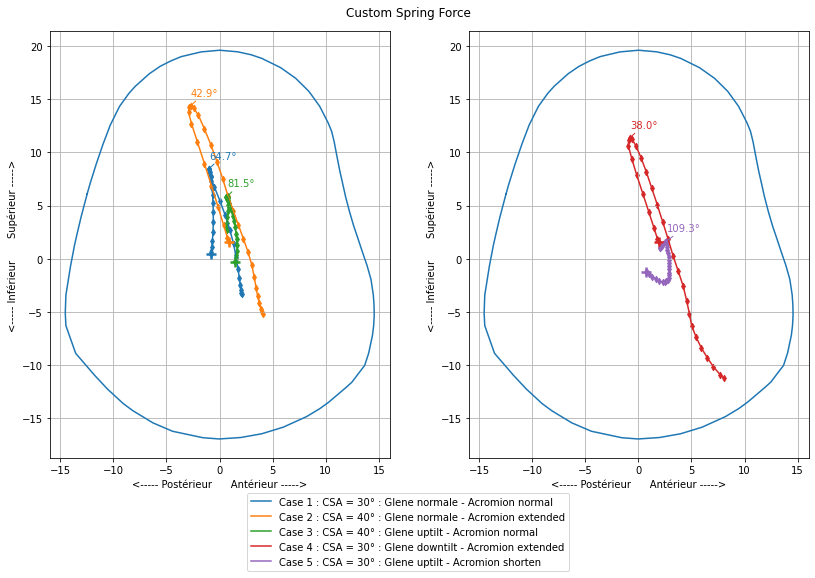 Custom Spring Force
20
15
10
5
0
−5
−10
−15
<----- Inférieur Supérieur ----->
42.9°
64.7°
81.5°
−15 −10 −5 0 5 10 15
<----- Postérieur Antérieur ----->
20
15
10
5
0
−5
−10
−15
<----- Inférieur Supérieur ----->
38.0°
109.3°
−15 −10 −5 0 5 10 15
<----- Postérieur Antérieur ----->
Case 1 : CSA = 30° : Glene normale - Acromion normal
Case 2 : CSA = 40° : Glene normale - Acromion extended
Case 3 : CSA = 40° : Glene uptilt - Acromion normal
Case 4 : CSA = 30° : Glene downtilt - Acromion extended
Case 5 : CSA = 30° : Glene uptilt - Acromion shorten